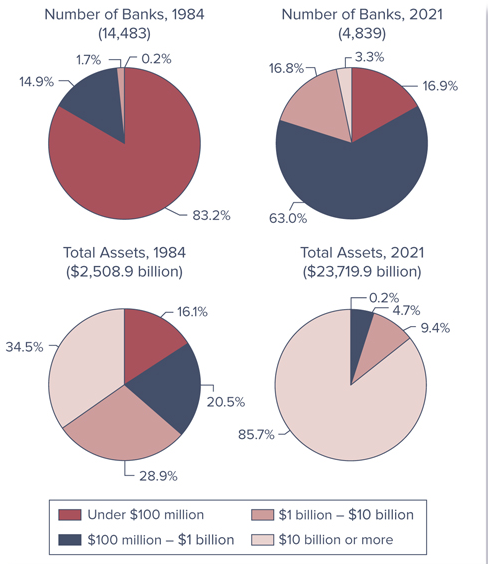 Number of Banks, 1984
(14,483)
1.7%
0.2%
14.9%
83.2%
Number of Banks, 2021
(4,839)
3.3%
16.8%
16.9%
63.0%
Total Assets, 1984
($2,508.9 billion)
16.1%
34.5%
20.5%
28.9%
Total Assets, 2021
($23,719.9 billion)
0.2%
4.7%
9.4%
85.7%
Under $100 million
$1 billion – $10 billion
$100 million – $1 billion
$10 billion or more